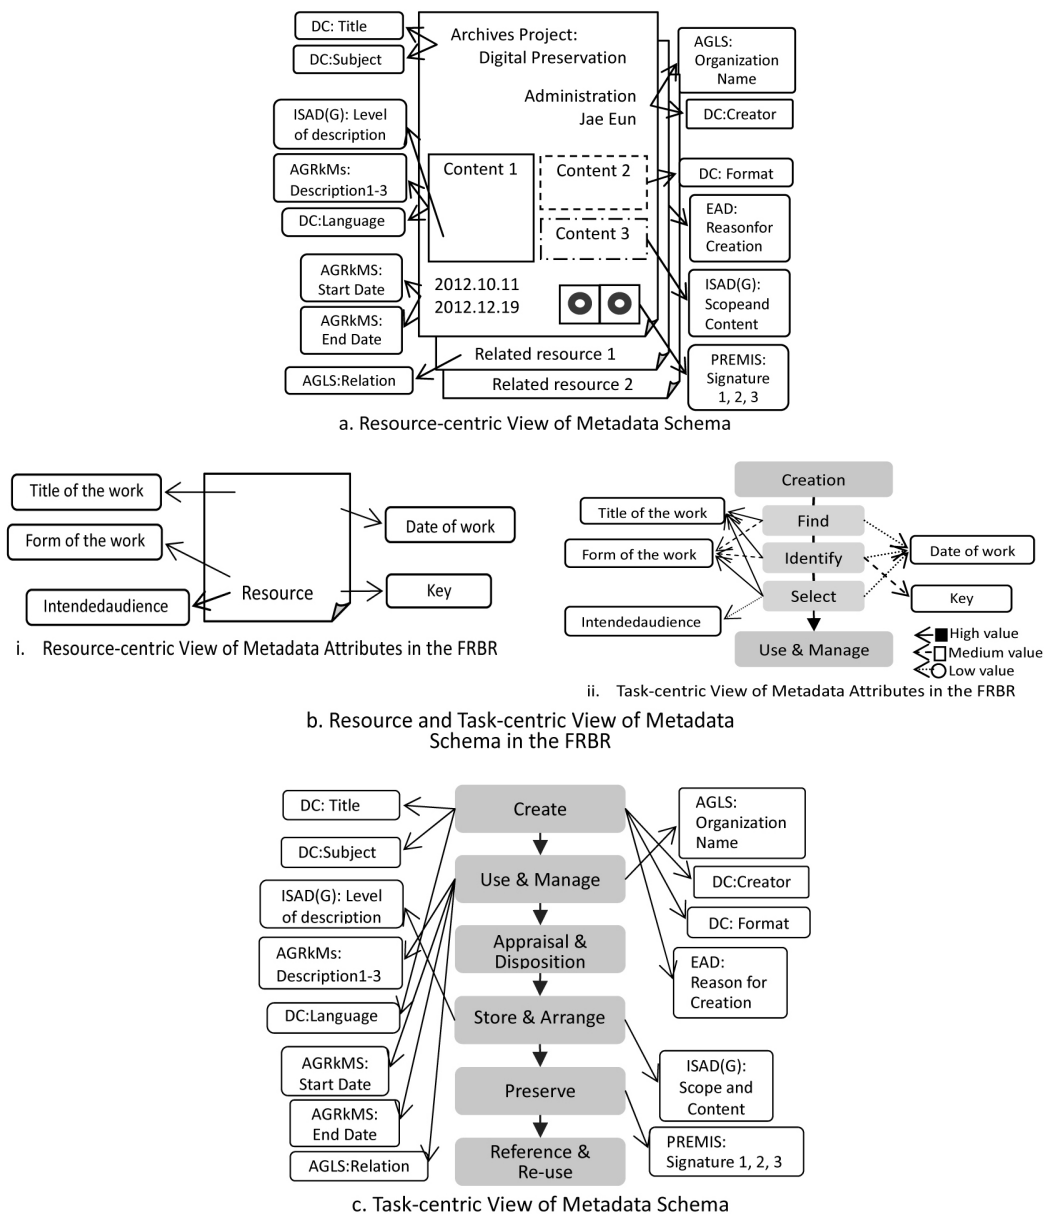 DC: Title
DC:Subject
Archives Project:
Digital Preservation
Administration
Jae Eun
AGLS:
Organization
Name
DC:Creator
ISAD(G): Level
of description
AGRkMs:
Description1-3
DC:Language
Content 1
Content 2
Content 3
DC: Format
EAD:
Reasonfor
Creation
AGRkMS:
Start Date
AGRkMS:
End Date
2012.10.11
2012.12.19
ISAD(G):
Scopeand
Content
AGLS:Relation
Related resource 1
Related resource 2
PREMIS:
Signature
1, 2, 3
a. Resource-centric View of Metadata Schema
Title of the work
Form of the work
Intendedaudience
Resource
Date of work
Key
i. Resource-centric View of Metadata Attributes in the FRBR
Creation
Find
Identify
Select
Use & Manage
Title of the work
Form of the work
Intendedaudience
Date of work
Key
High value
Medium value
Low value
ii. Task-centric View of Metadata Attributes in the FRBR
b. Resource and Task-centric View of Metadata
Schema in the FRBR
DC: Title
DC:Subject
ISAD(G): Level
of description
AGRkMs:
Description1-3
DC:Language
AGRkMS:
Start Date
AGRkMS:
End Date
AGLS:Relation
Create
Use & Manage
Appraisal &
Disposition
Store & Arrange
Preserve
Reference &
Re-use
AGLS:
Organization
Name
DC:Creator
DC: Format
EAD:
Reason for
Creation
ISAD(G):
Scope and
Content
PREMIS:
Signature 1, 2, 3
c. Task-centric View of Metadata Schema